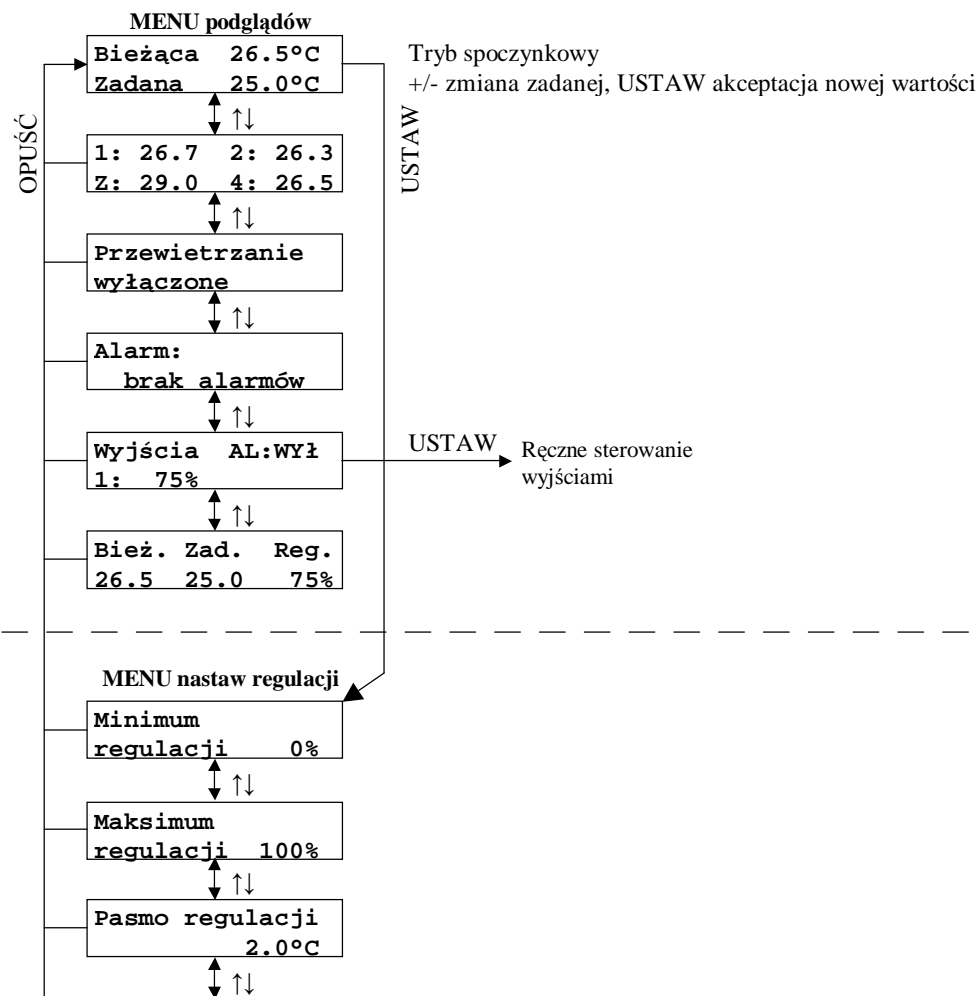 MENU podglądów
Bieżąca 26.5°C
Zadana 25.0°C
Tryb spoczynkowy
+/- zmiana zadanej, USTAW akceptacja nowej wartości
↑↓
OPUŚĆ
USTAW
1: 26.7 2: 26.3
Z: 29.0 4: 26.5
↑↓
Przewietrzanie
wyłączone
↑↓
Alarm:
brak alarmów
↑↓
Wyjścia AL:WYŁ
1: 75%
USTAW
Ręczne sterowanie
wyjściami
↑↓
Bież. Zad. Reg.
26.5 25.0 75%
MENU nastaw regulacji
Minimum
regulacji 0%
↑↓
Maksimum
regulacji 100%
↑↓
Pasmo regulacji
2.0°C
↑↓